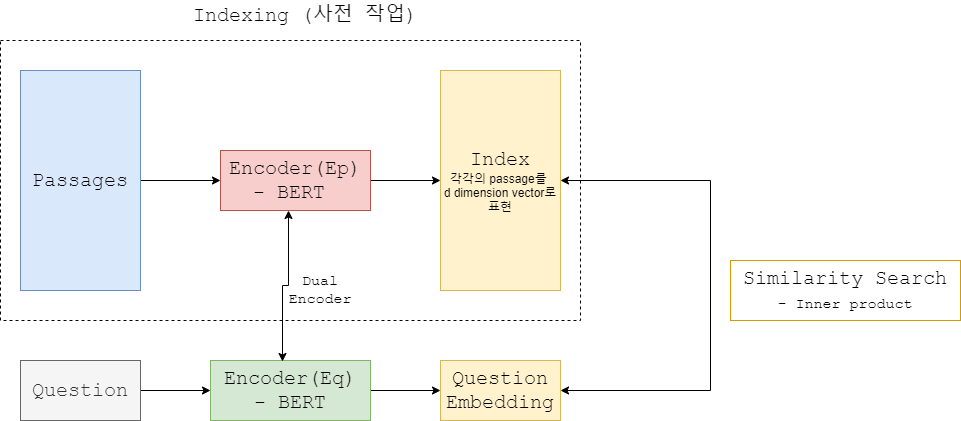 Indexing (사전 작업)
Passages
Encoder(Ep)
- BERT
Index
각각의 passage를
d dimension vector로
표현
Dual
Encoder
Similarity Search
- Inner product
Question
Encoder(Eq)
- BERT
Question
Embedding